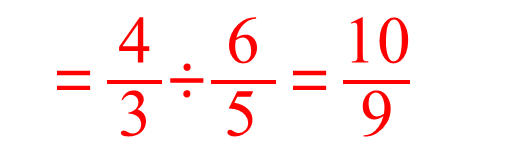 = 4/3 ÷ 6/5 = 10/9